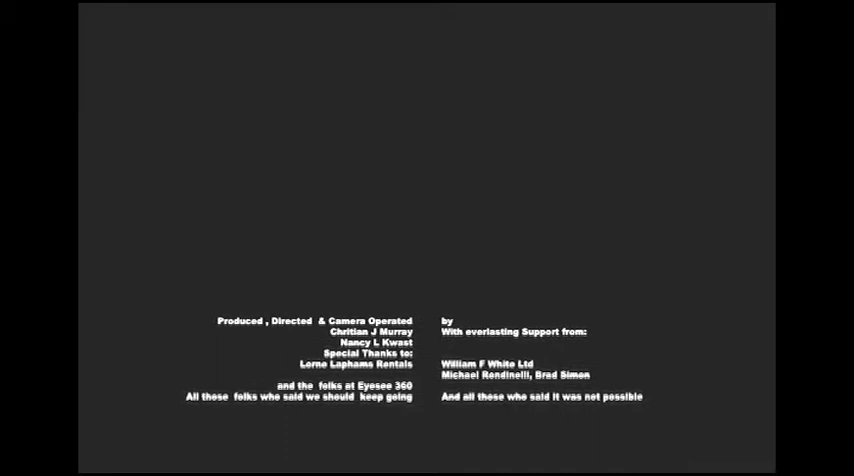 Produced , Directed & Camera Operated by
Chritian J Murray With everlasting Support from:
Nancy L Kwast
Special Thanks to:
Lorne Laphams Rentals William F White Ltd
Michael Rendinelli, Brad Simon
and the folks at Eyesee 360
All those folks who said we should keep going And all those who said it was not possible